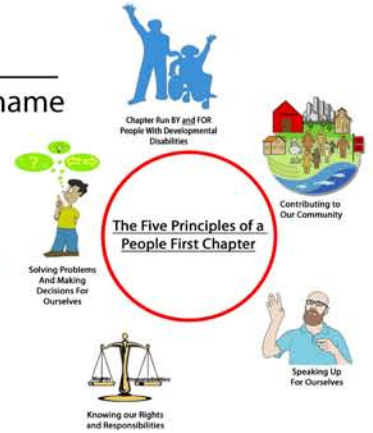 name
Chapter Run BY and FOR
People With Developmental
Disabilities
Contributing to
Our Community
The Five Principles of a
People First Chapter
Solving Problems
And Making
Decisions For
Ourselves
Speaking Up
For Ourselves
Knowing our Rights
and Responsibilities